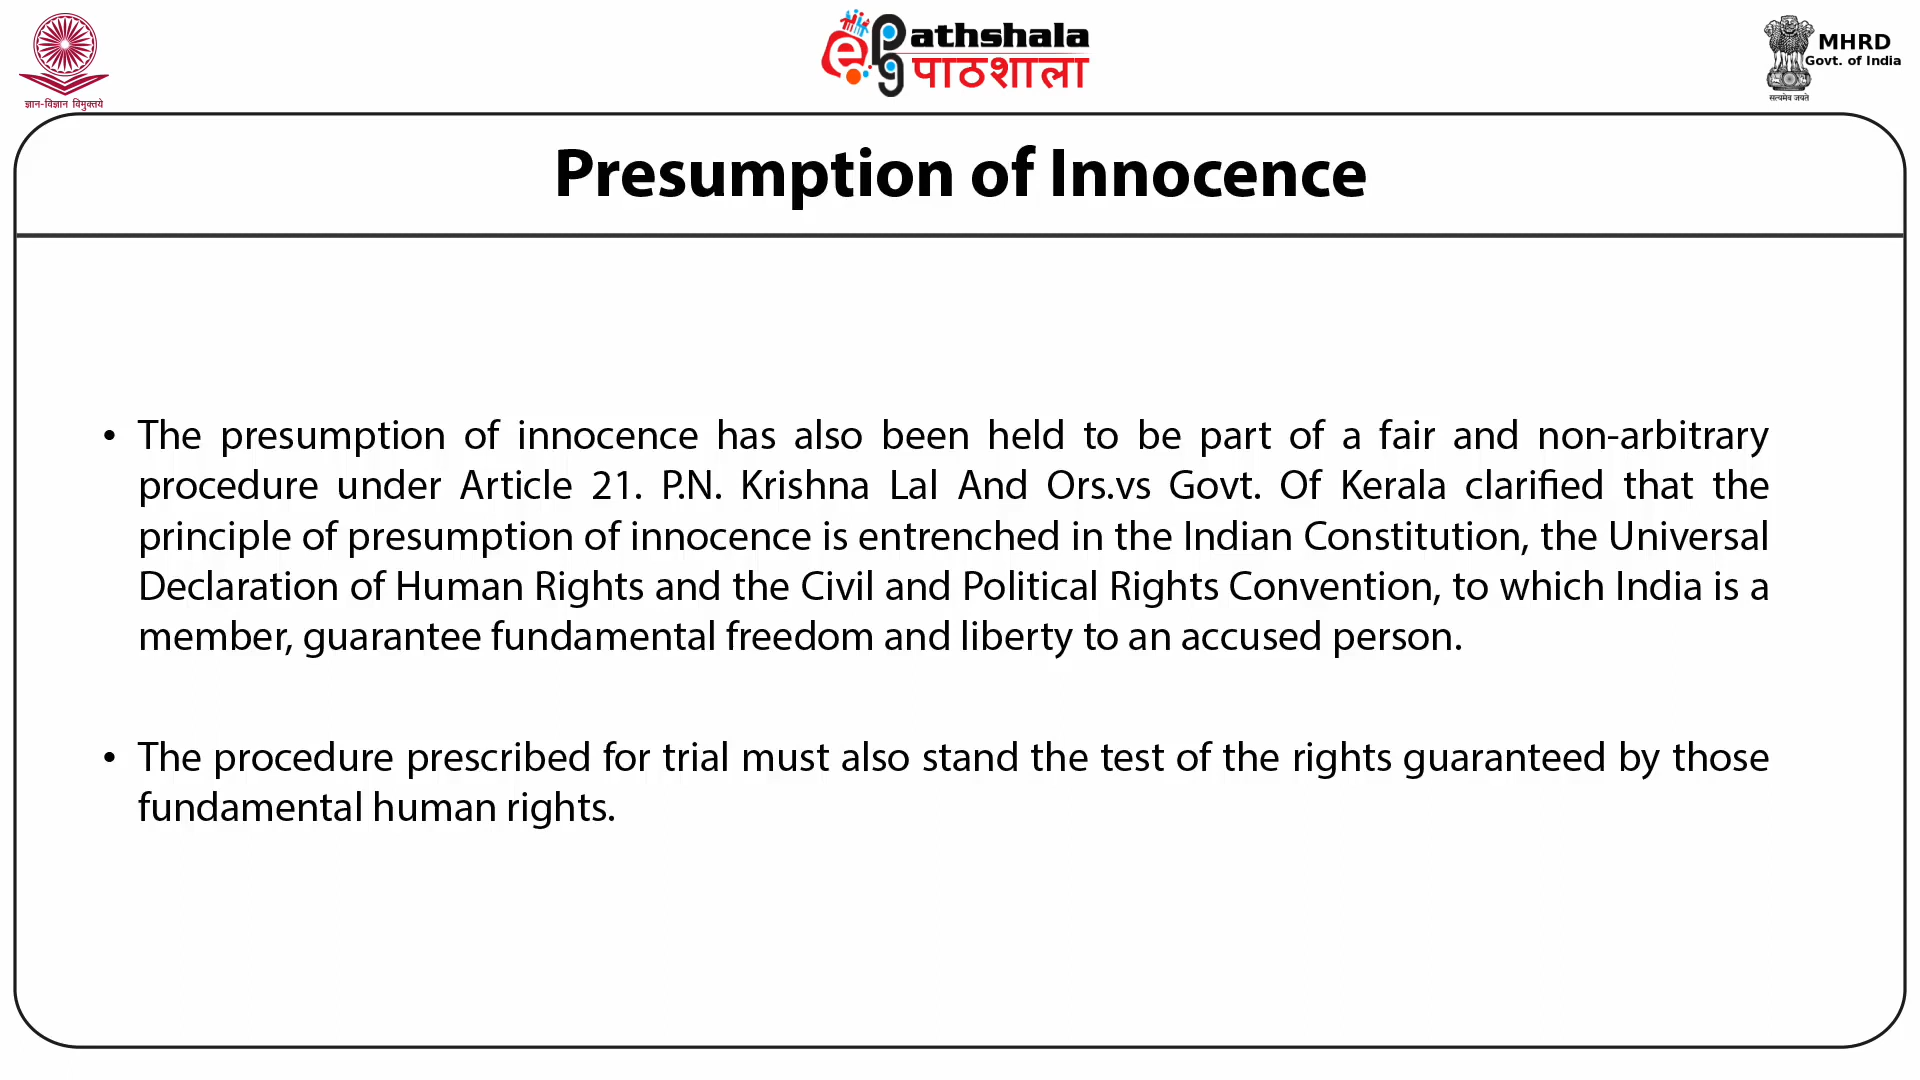 ज्ञान-विज्ञान विमुक्तये
e PG athshala
पाठशाला
MHRD
Govt. of India
सत्यमेव जयते
Presumption of Innocence
• The presumption of innocence has also been held to be part of a fair and non-arbitrary
procedure under Article 21. P.N. Krishna Lal And Ors.vs Govt. Of Kerala clarified that the
principle of presumption of innocence is entrenched in the Indian Constitution, the Universal
Declaration of Human Rights and the Civil and Political Rights Convention, to which India is a
member, guarantee fundamental freedom and liberty to an accused person.
• The procedure prescribed for trial must also stand the test of the rights guaranteed by those
fundamental human rights.